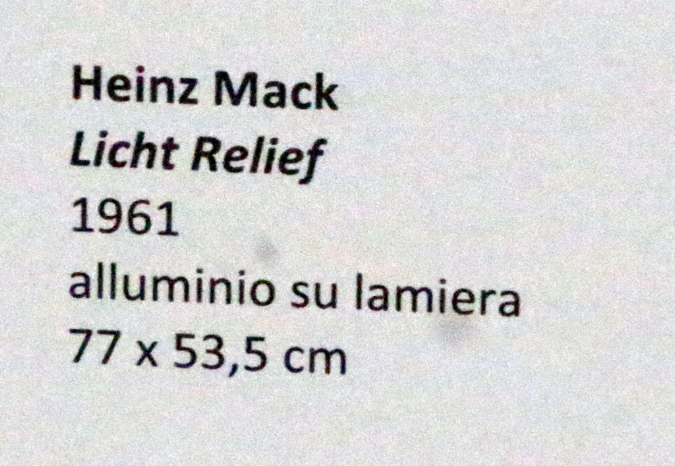 Heinz Mack
Licht Relief
1961
alluminio su lamiera
77 x 53,5 cm